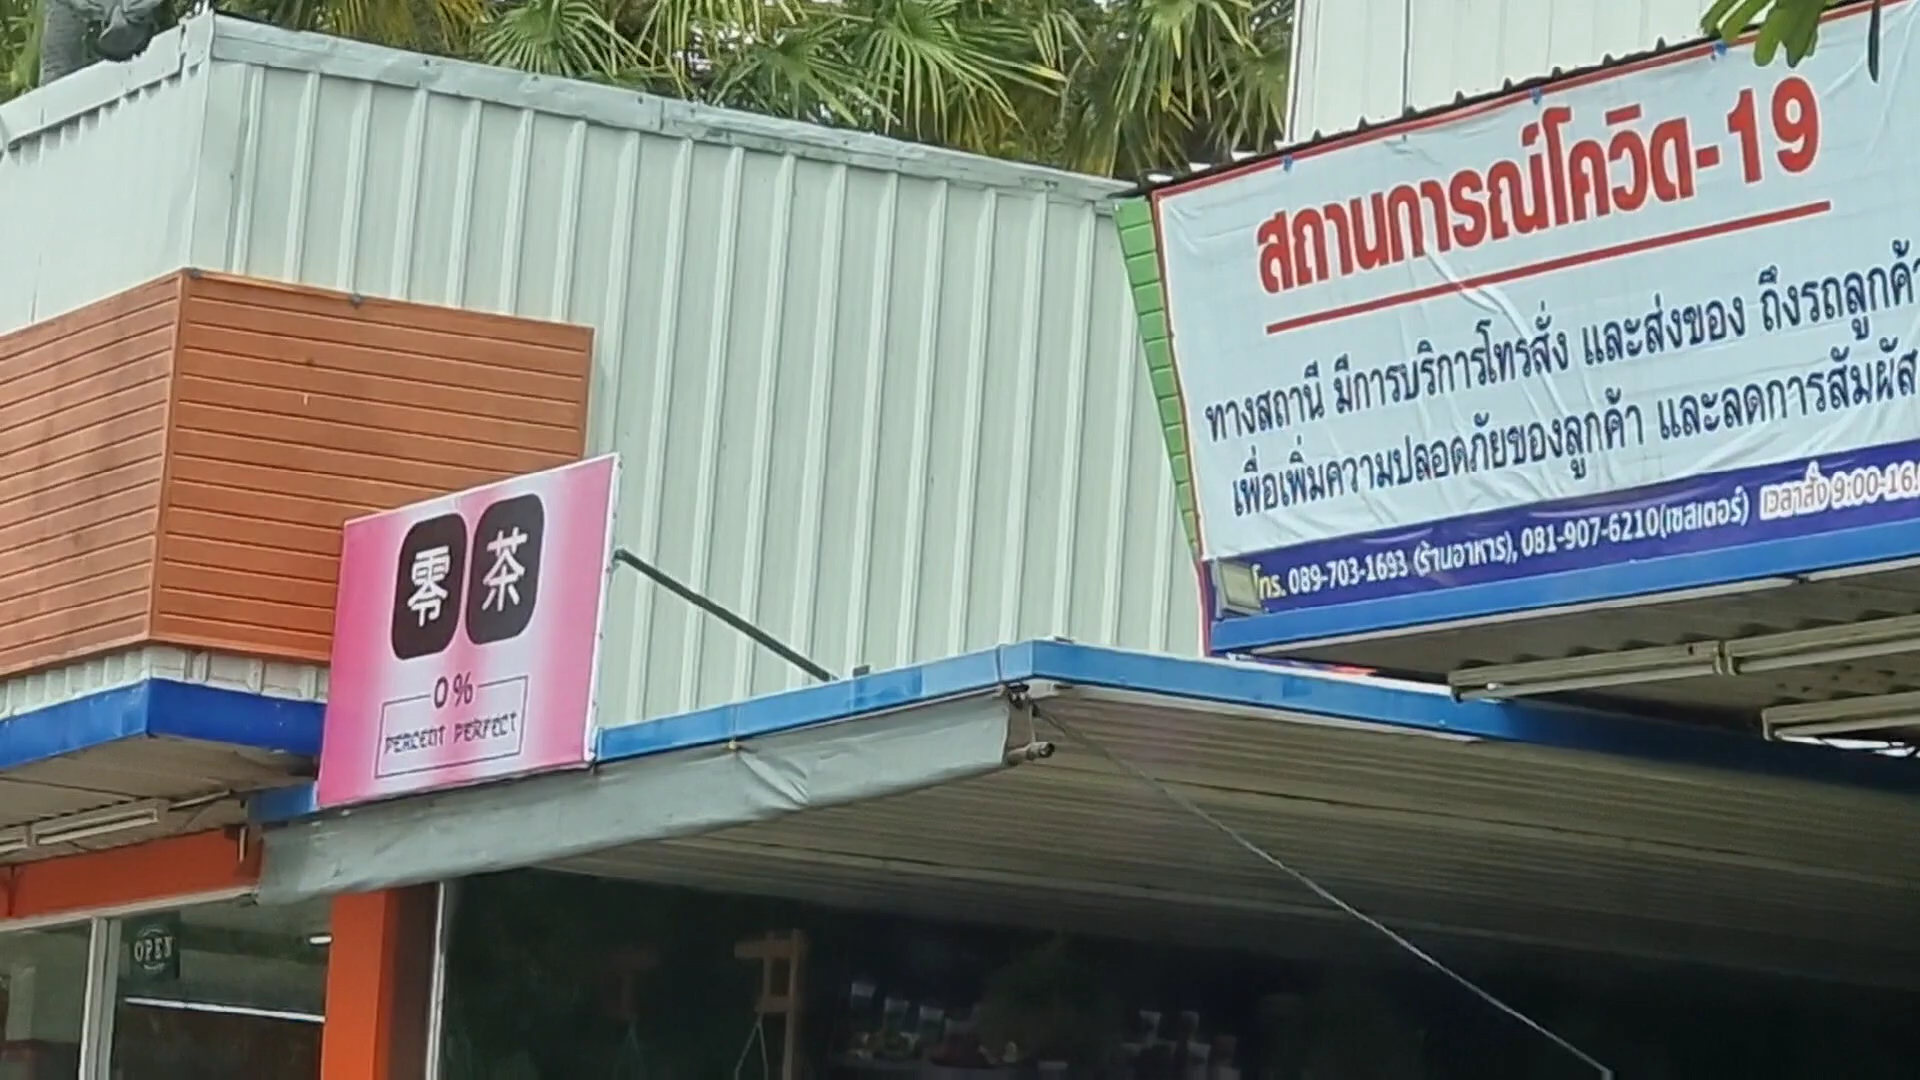 零茶
0%
PERCENT PERFECT
OPEN
สถานการณ์โควิด-19
ทางสถานี มีการบริการโทรสั่ง และส่งของ ถึงรถลูกค้า
เพื่อเพิ่มความปลอดภัยของลูกค้า และลดการสัมผัส
โทร. 089-703-1693 (ร้านอาหาร), 081-907-6210(เซสเตอร์) เวลาสั่ง 9:00-16